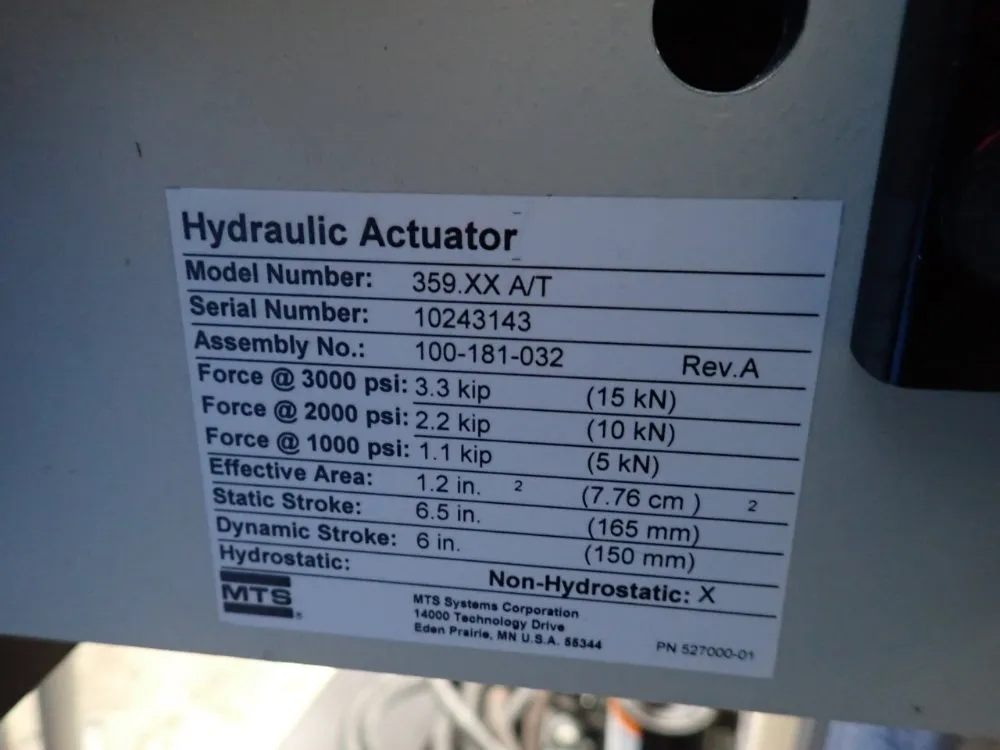 Hydraulic Actuator
Model Number: 359.XX A/T
Serial Number: 10243143
Assembly No.: 100-181-032 Rev.A
Force @ 3000 psi: 3.3 kip (15 kN)
Force @ 2000 psi: 2.2 kip (10 kN)
Force @ 1000 psi: 1.1 kip (5 kN)
Effective Area: 1.2 in. 2 (7.76 cm ) 2
Static Stroke: 6.5 in. (165 mm)
Dynamic Stroke: 6 in. (150 mm)
Hydrostatic: Non-Hydrostatic: X
MTS®
MTS Systems Corporation
14000 Technology Drive
Eden Prairie, MN U.S.A. 55344
PN 527000-01